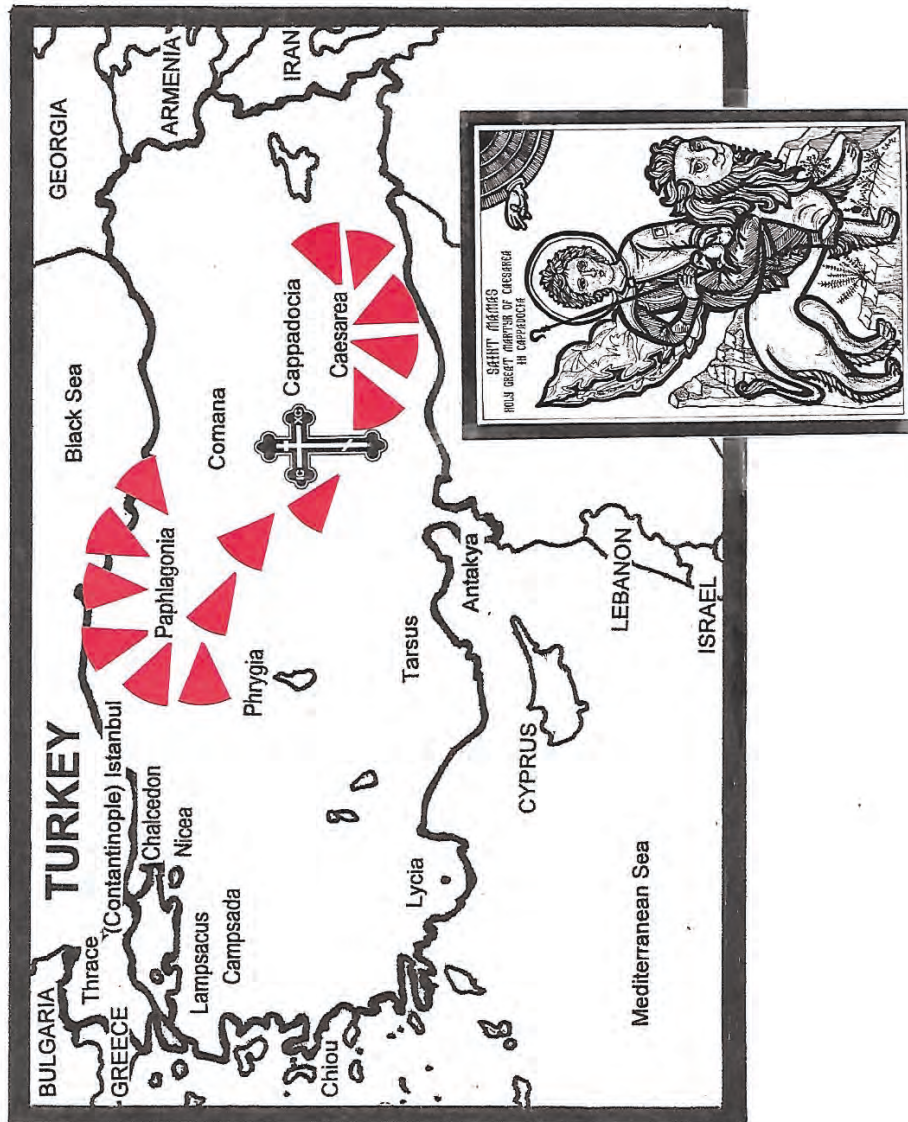 TURKEY
BULGARIA
Thrace
GREECE
(Contantinople) Istanbul
Chalcedon
Nicea
Lampsacus
Campsada
Chiou
Lycia
Phrygia
Paphlagonia
Black Sea
Comana
Cappadocia
Caesarea
IC XC
GEORGIA
ARMENIA
IRAN
Tarsus
Antakya
CYPRUS
LEBANON
ISRAEL
Mediterranean Sea
SAINT MAMAS
HOLY GREAT MARTYR OF CAESAREA
IN CAPPADOCIA